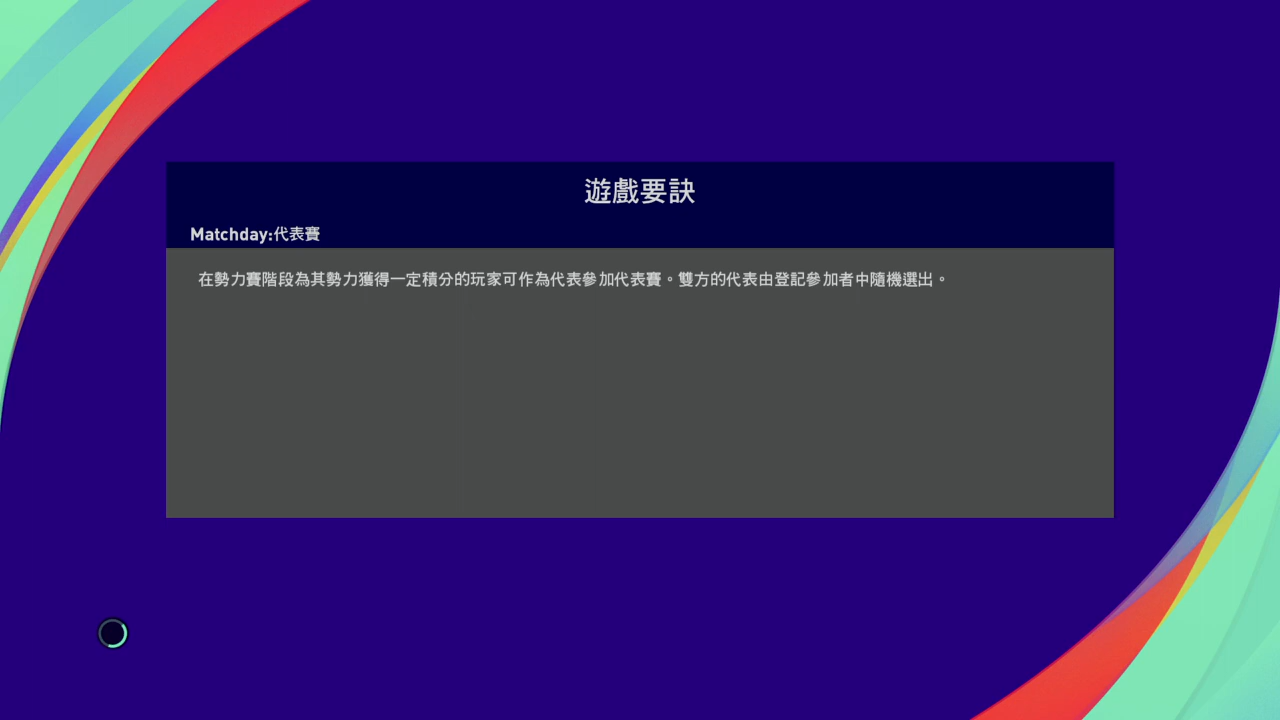 遊戲要訣
Matchday:代表賽
在勢力賽階段為其勢力獲得一定積分的玩家可作為代表參加代表賽。雙方的代表由登記參加者中隨機選出。